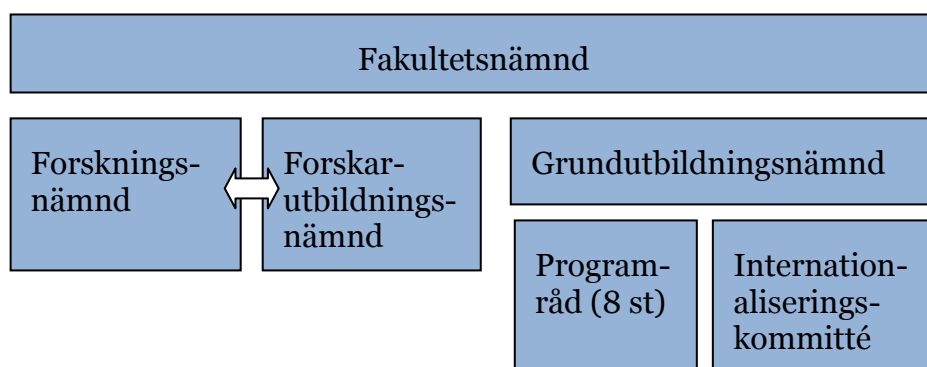 Fakultetsnämnd
Forsknings-
nämnd
Forskar-
utbildnings-
nämnd
Grundutbildningsnämnd
Program-
råd (8 st)
Internation-
aliserings-
kommitté